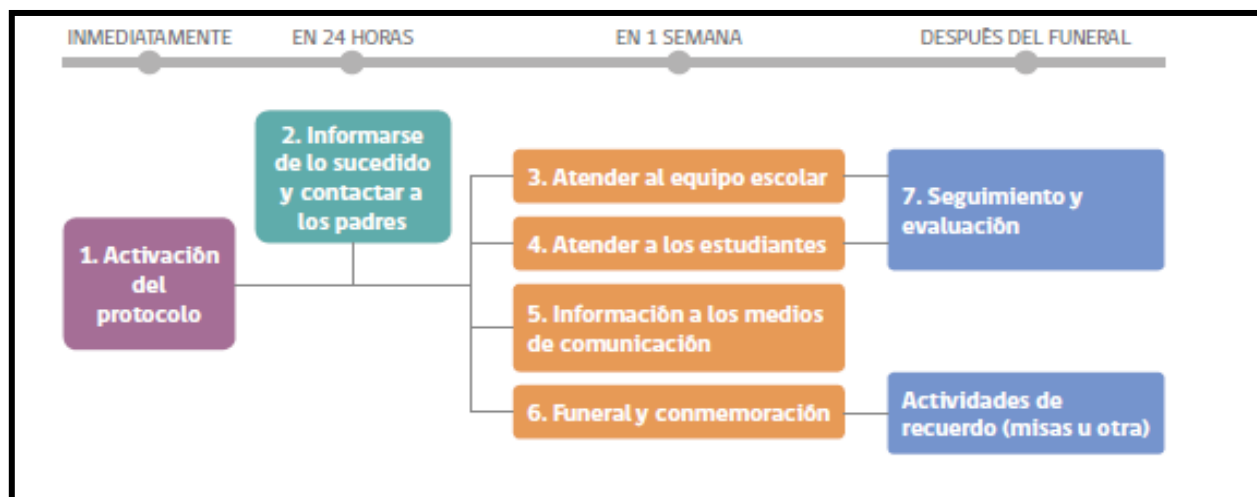 INMEDIATAMENTE
EN 24 HORAS
EN 1 SEMANA
DESPUÉS DEL FUNERAL
1. Activación
del
protocolo
2. Informarse
de lo sucedido
y contactar a
los padres
3. Atender al equipo escolar
4. Atender a los estudiantes
5. Información a los medios
de comunicación
6. Funeral y conmemoración
7. Seguimiento y
evaluación
Actividades de
recuerdo (misas u otra)